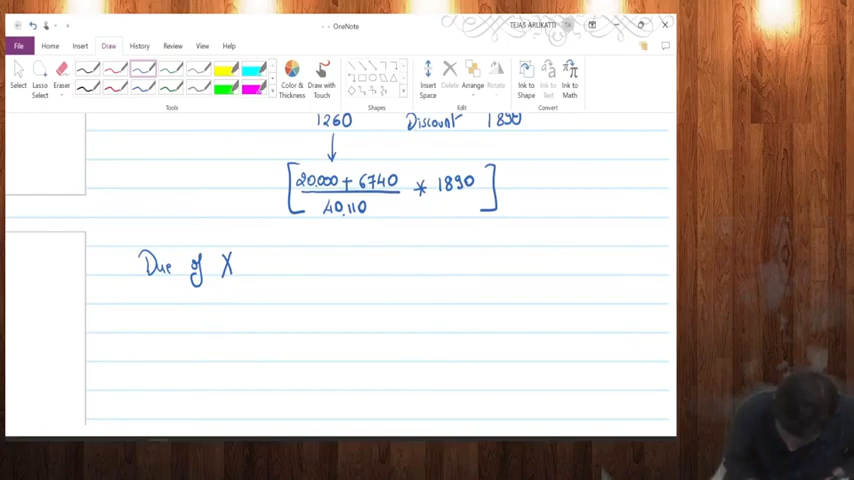 - - OneNote
TEJAS ARLIKATTI TA
File Home Insert Draw History Review View Help
Select Lasso Select Eraser Color & Thickness Draw with Touch Insert Space Delete Arrange Rotate Ink to Shape Ink to Text Ink to Math
Tools Shapes Edit Convert
1260 Discount 1890
[ 20,000 + 6740 / 40,110 * 1890 ]
Due of X